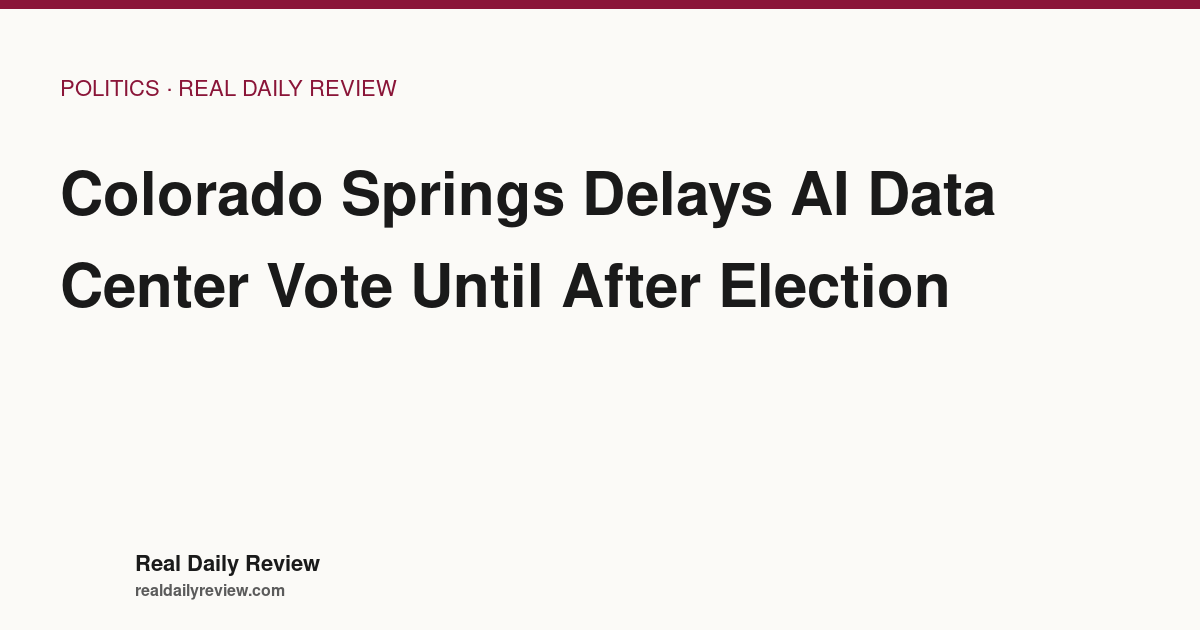 POLITICS · REAL DAILY REVIEW
Colorado Springs Delays AI Data
Center Vote Until After Election
Real Daily Review
realdailyreview.com